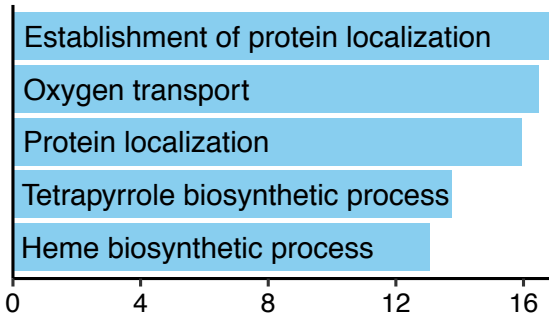 Establishment of protein localization
Oxygen transport
Protein localization
Tetrapyrrole biosynthetic process
Heme biosynthetic process
0 4 8 12 16